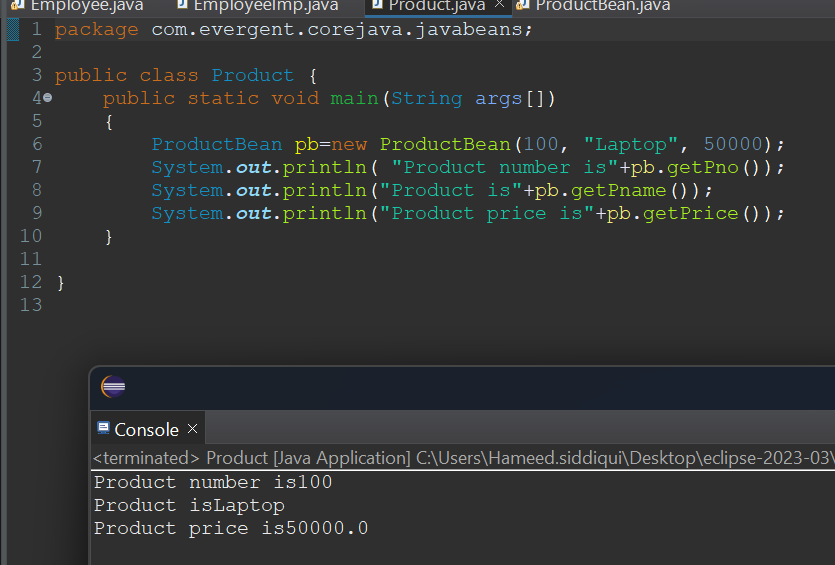 Employee.java EmployeeImp.java Product.java ProductBean.java
1 package com.evergent.corejava.javabeans;
2
3 public class Product {
4 public static void main(String args[])
5 {
6 ProductBean pb=new ProductBean(100, "Laptop", 50000);
7 System.out.println( "Product number is"+pb.getPno());
8 System.out.println("Product is"+pb.getPname());
9 System.out.println("Product price is"+pb.getPrice());
10 }
11
12 }
13
Console
<terminated> Product [Java Application] C:\Users\Hameed.siddiqui\Desktop\eclipse-2023-03\
Product number is100
Product isLaptop
Product price is50000.0